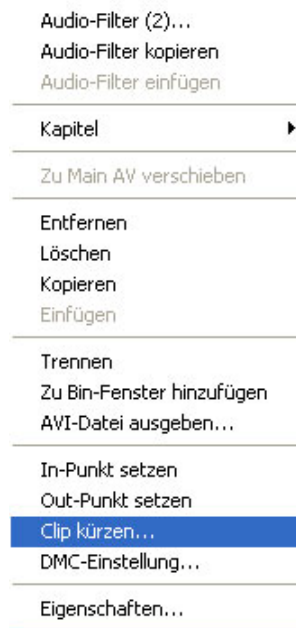 Audio-Filter (2)...
Audio-Filter kopieren
Audio-Filter einfügen
Kapitel
Zu Main AV verschieben
Entfernen
Löschen
Kopieren
Einfügen
Trennen
Zu Bin-Fenster hinzufügen
AVI-Datei ausgeben...
In-Punkt setzen
Out-Punkt setzen
Clip kürzen...
DMC-Einstellung...
Eigenschaften...